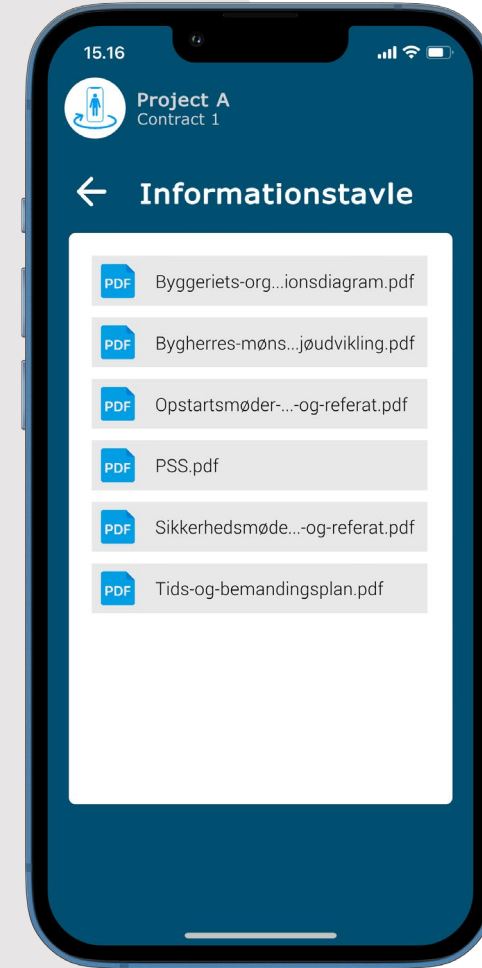 15.16
Project A
Contract 1
Informationstavle
PDF Byggeriets-org...ionsdiagram.pdf
PDF Bygherres-møns...jøudvikling.pdf
PDF Opstartsmøder-...-og-referat.pdf
PDF PSS.pdf
PDF Sikkerhedsmøde...-og-referat.pdf
PDF Tids-og-bemandingsplan.pdf